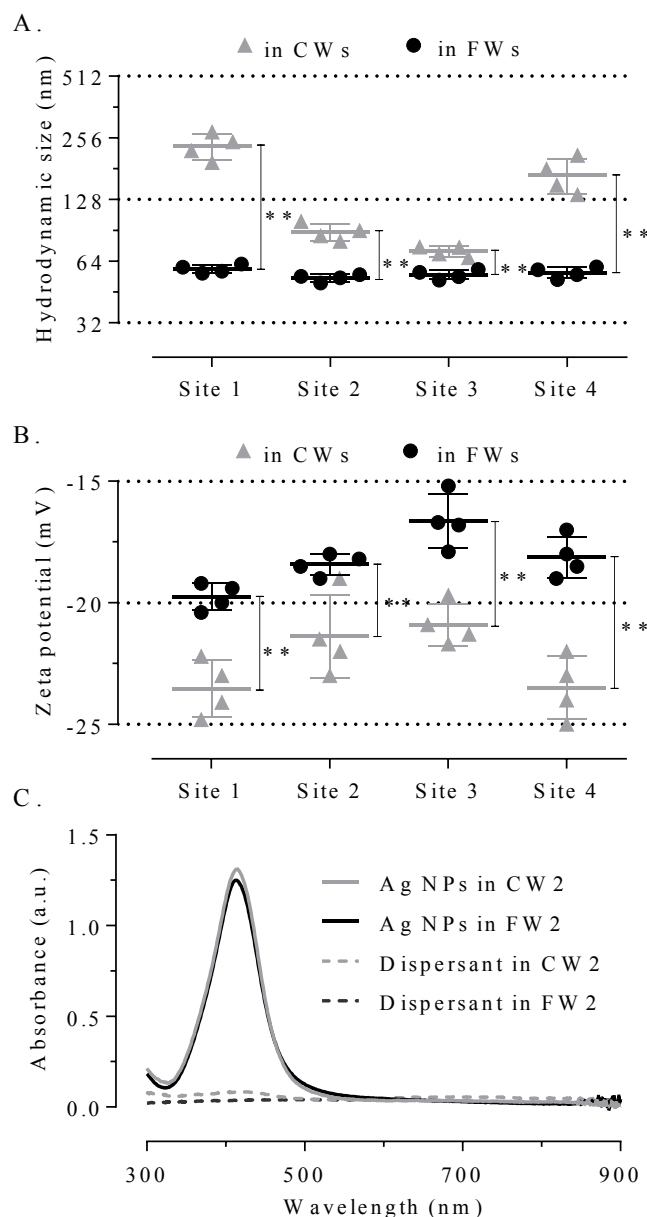 A.
in CWs in FWs
Hydrodynamic size (nm)
512
256
128
64
32
**
**
**
**
Site 1 Site 2 Site 3 Site 4
B.
in CWs in FWs
Zeta potential (mV)
-15
-20
-25
**
**
**
**
Site 1 Site 2 Site 3 Site 4
C.
Absorbance (a.u.)
1.5
1.0
0.5
0.0
Ag NPs in CW2
Ag NPs in FW2
Dispersant in CW2
Dispersant in FW2
300 500 700 900
Wavelength (nm)